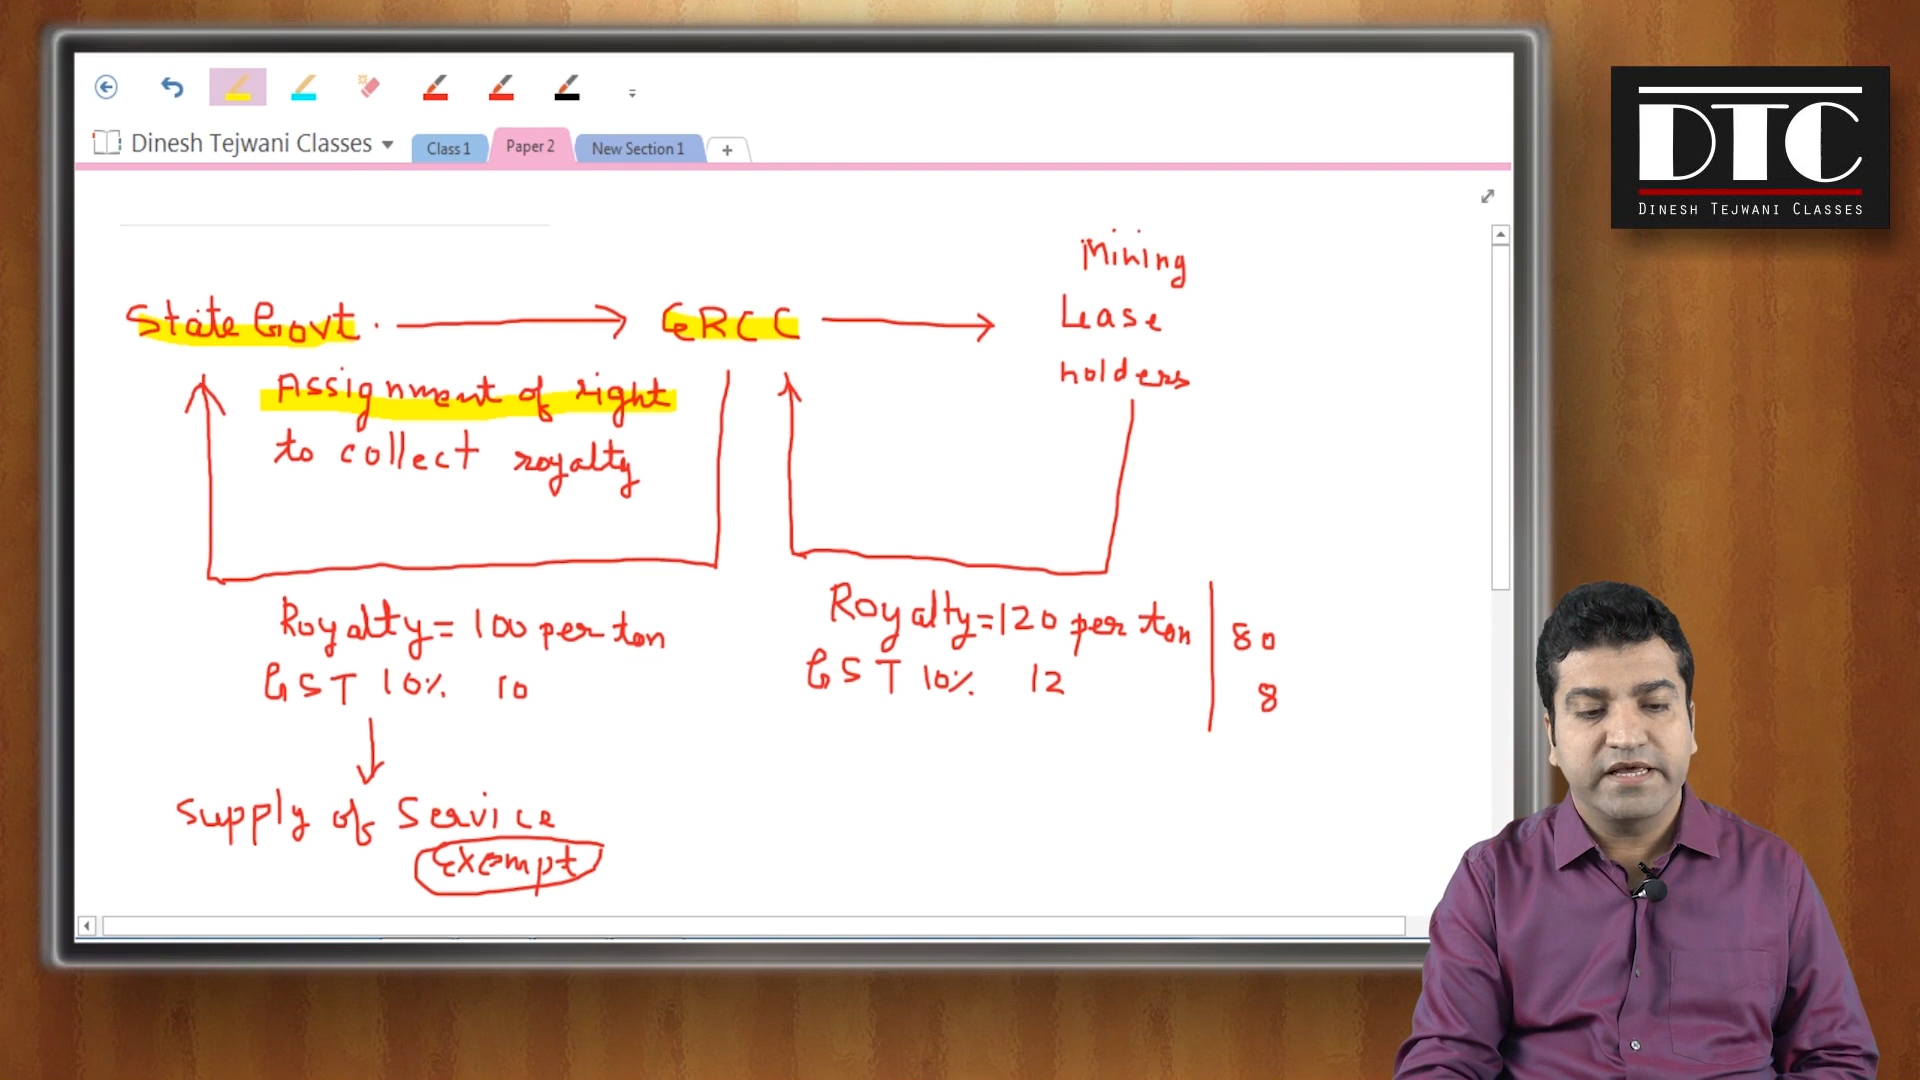 DTC
DINESH TEJWANI CLASSES
Dinesh Tejwani Classes
Class 1
Paper 2
New Section 1
+
Mining
Lease
holders
State Govt.
ERCC
Assignment of right
to collect royalty
Royalty = 100 per ton
GST 10% 10
Royalty = 120 per ton
80
GST 10% 12
8
Supply of Service
Exempt